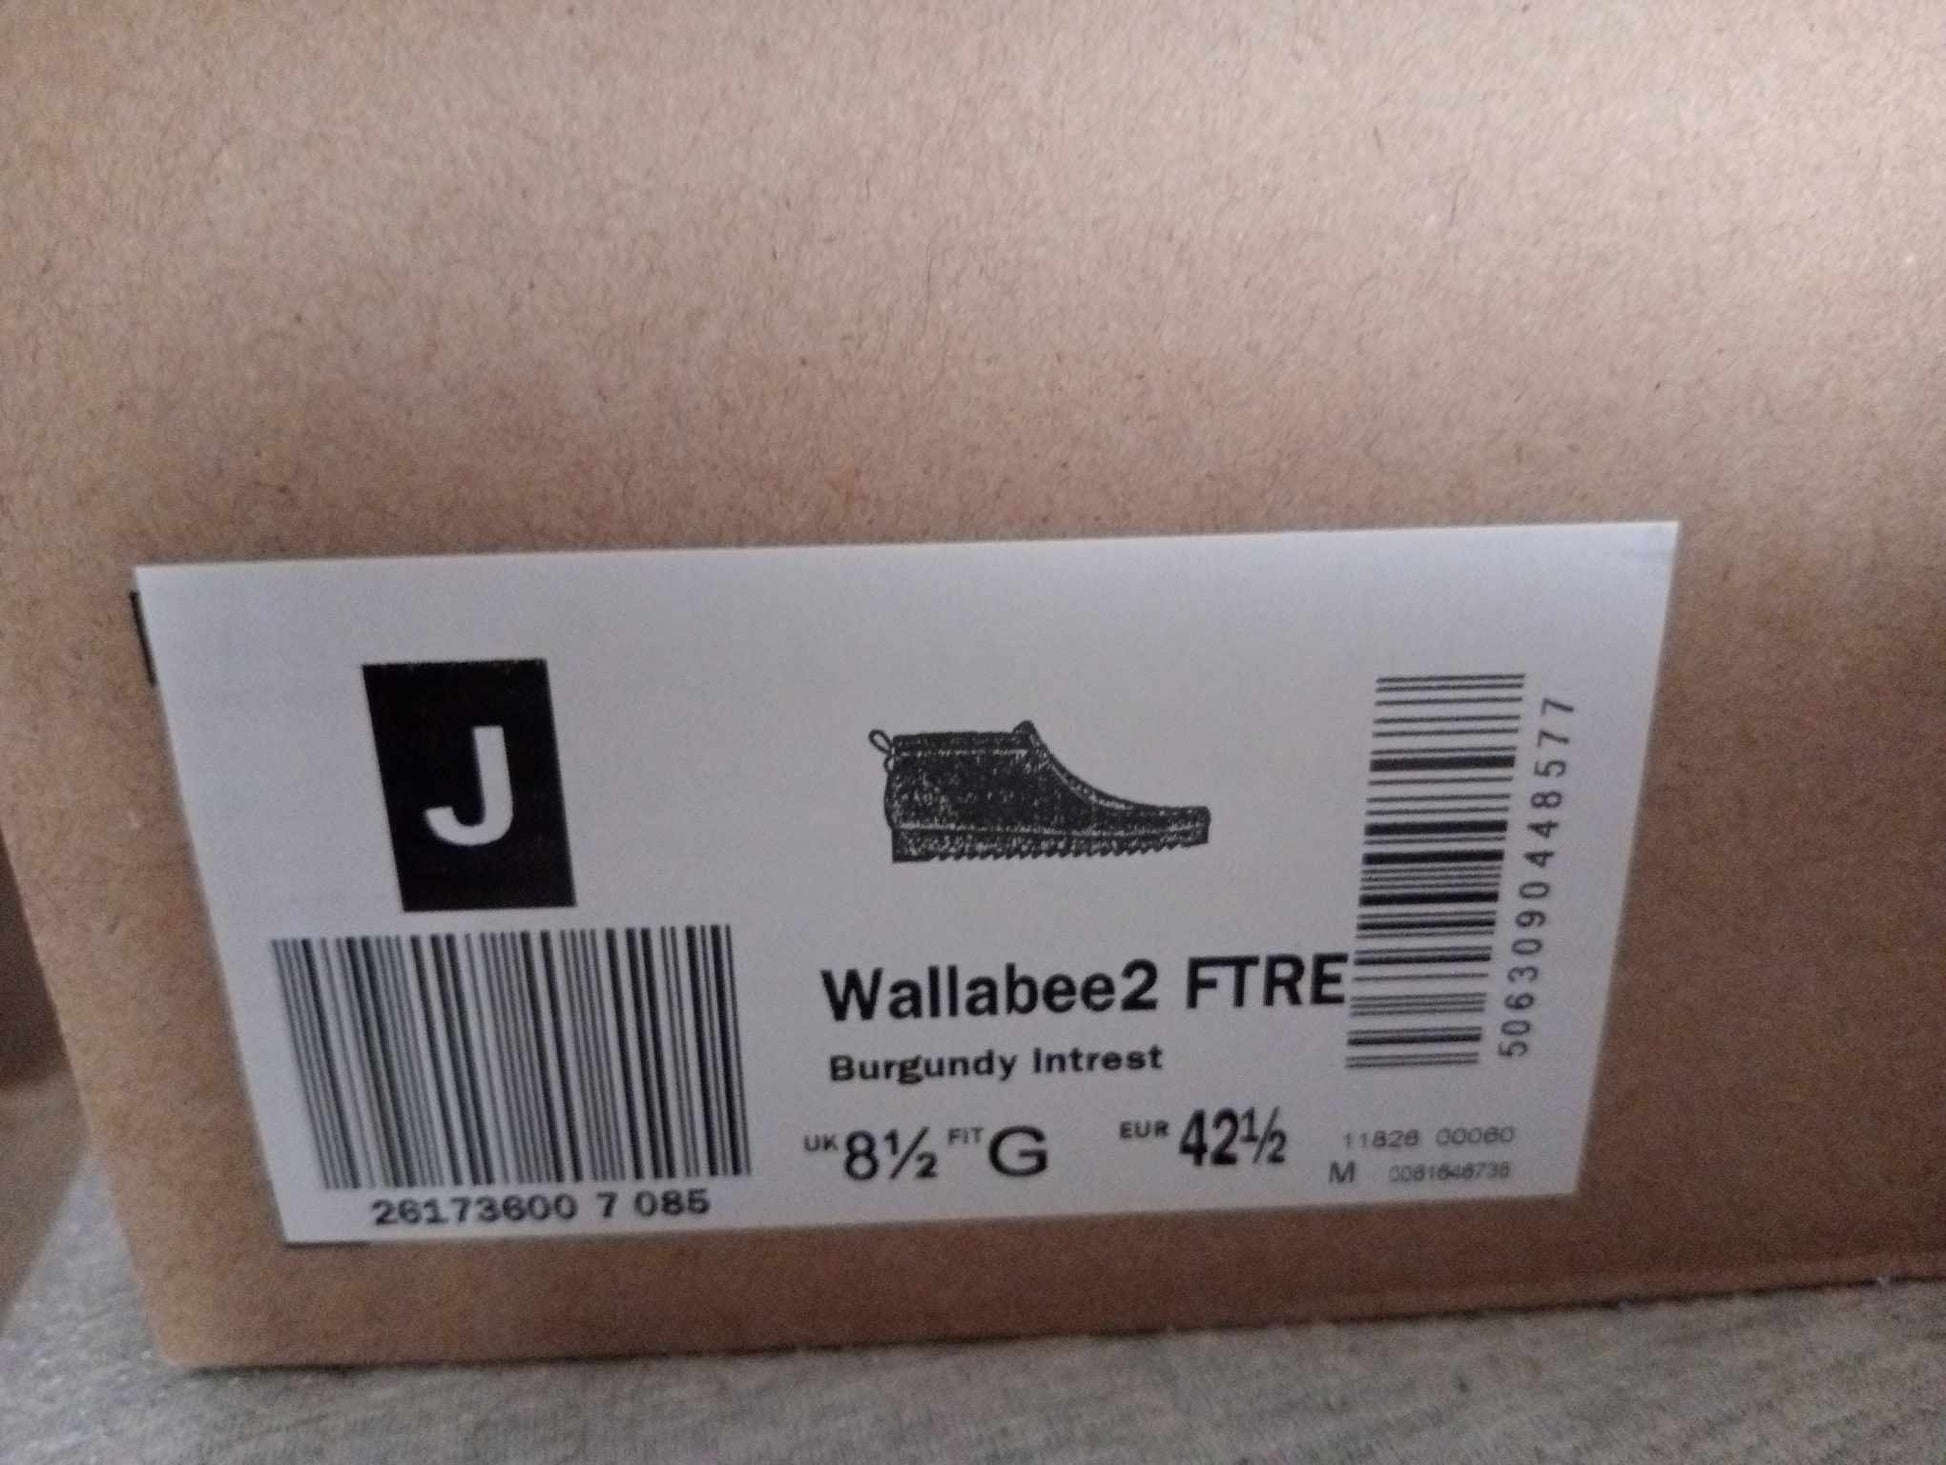 J
26173600 7 085
Wallabee2 FTRE
Burgundy Intrest
UK 8½ FIT G EUR 42½
5063090448577
11826 00060
M